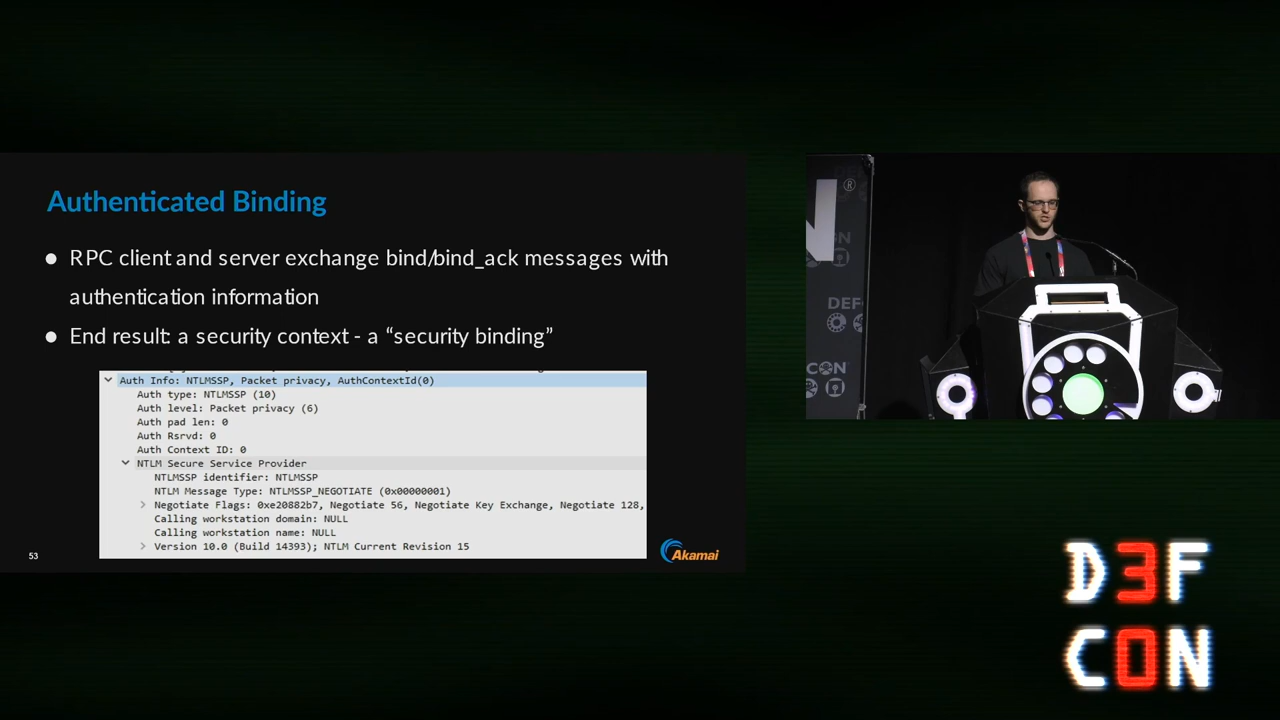 Authenticated Binding
● RPC client and server exchange bind/bind_ack messages with
authentication information
● End result: a security context - a “security binding”
Auth Info: NTLMSSP, Packet privacy, AuthContextId(0)
Auth type: NTLMSSP (10)
Auth level: Packet privacy (6)
Auth pad len: 0
Auth Rsrvd: 0
Auth Context ID: 0
NTLM Secure Service Provider
NTLMSSP identifier: NTLMSSP
NTLM Message Type: NTLMSSP_NEGOTIATE (0x00000001)
Negotiate Flags: 0xe20882b7, Negotiate 56, Negotiate Key Exchange, Negotiate 128,
Calling workstation domain: NULL
Calling workstation name: NULL
Version 10.0 (Build 14393); NTLM Current Revision 15
53
Akamai
N ®
ON
DEF
CON
D3F
C0N